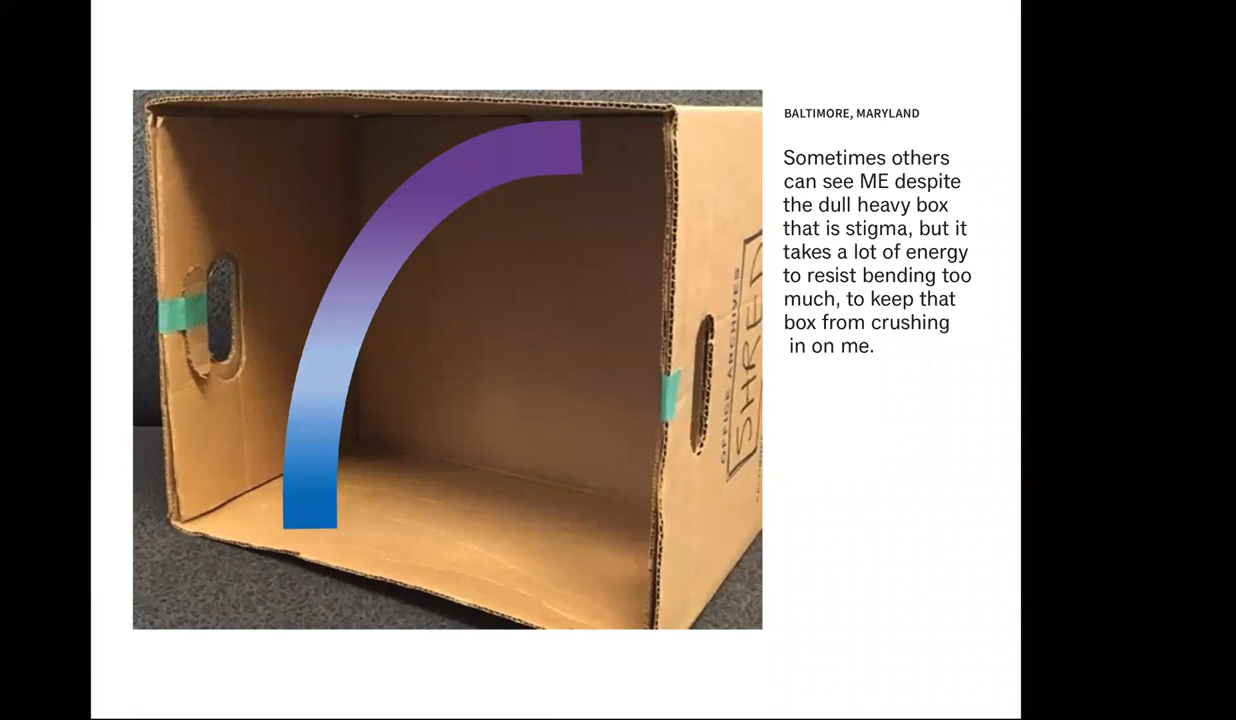 BALTIMORE, MARYLAND
Sometimes others
can see ME despite
the dull heavy box
that is stigma, but it
takes a lot of energy
to resist bending too
much, to keep that
box from crushing
in on me.
OFFICE ARCHIVES
SHRED